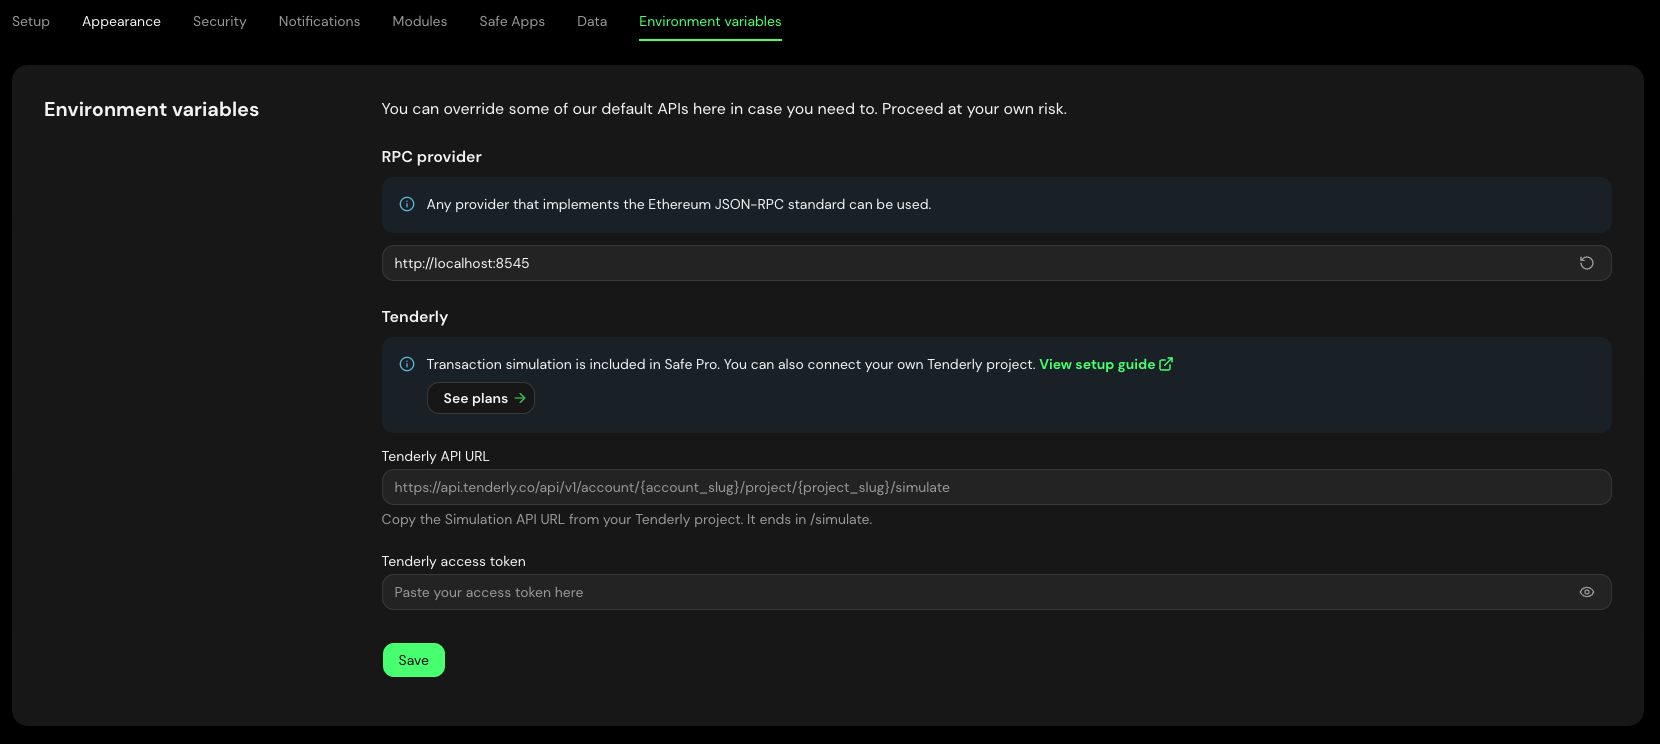 Setup Appearance Security Notifications Modules Safe Apps Data Environment variables
Environment variables
You can override some of our default APIs here in case you need to. Proceed at your own risk.
RPC provider
Any provider that implements the Ethereum JSON-RPC standard can be used.
http://localhost:8545
Tenderly
Transaction simulation is included in Safe Pro. You can also connect your own Tenderly project. View setup guide
See plans
Tenderly API URL
https://api.tenderly.co/api/v1/account/{account_slug}/project/{project_slug}/simulate
Copy the Simulation API URL from your Tenderly project. It ends in /simulate.
Tenderly access token
Paste your access token here
Save